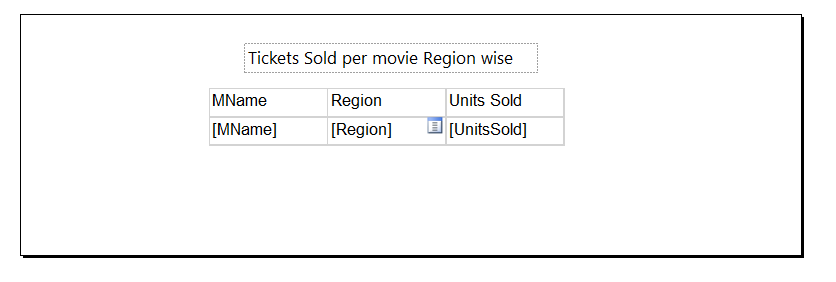 Tickets Sold per movie Region wise
MName Region Units Sold
[MName] [Region] [UnitsSold]